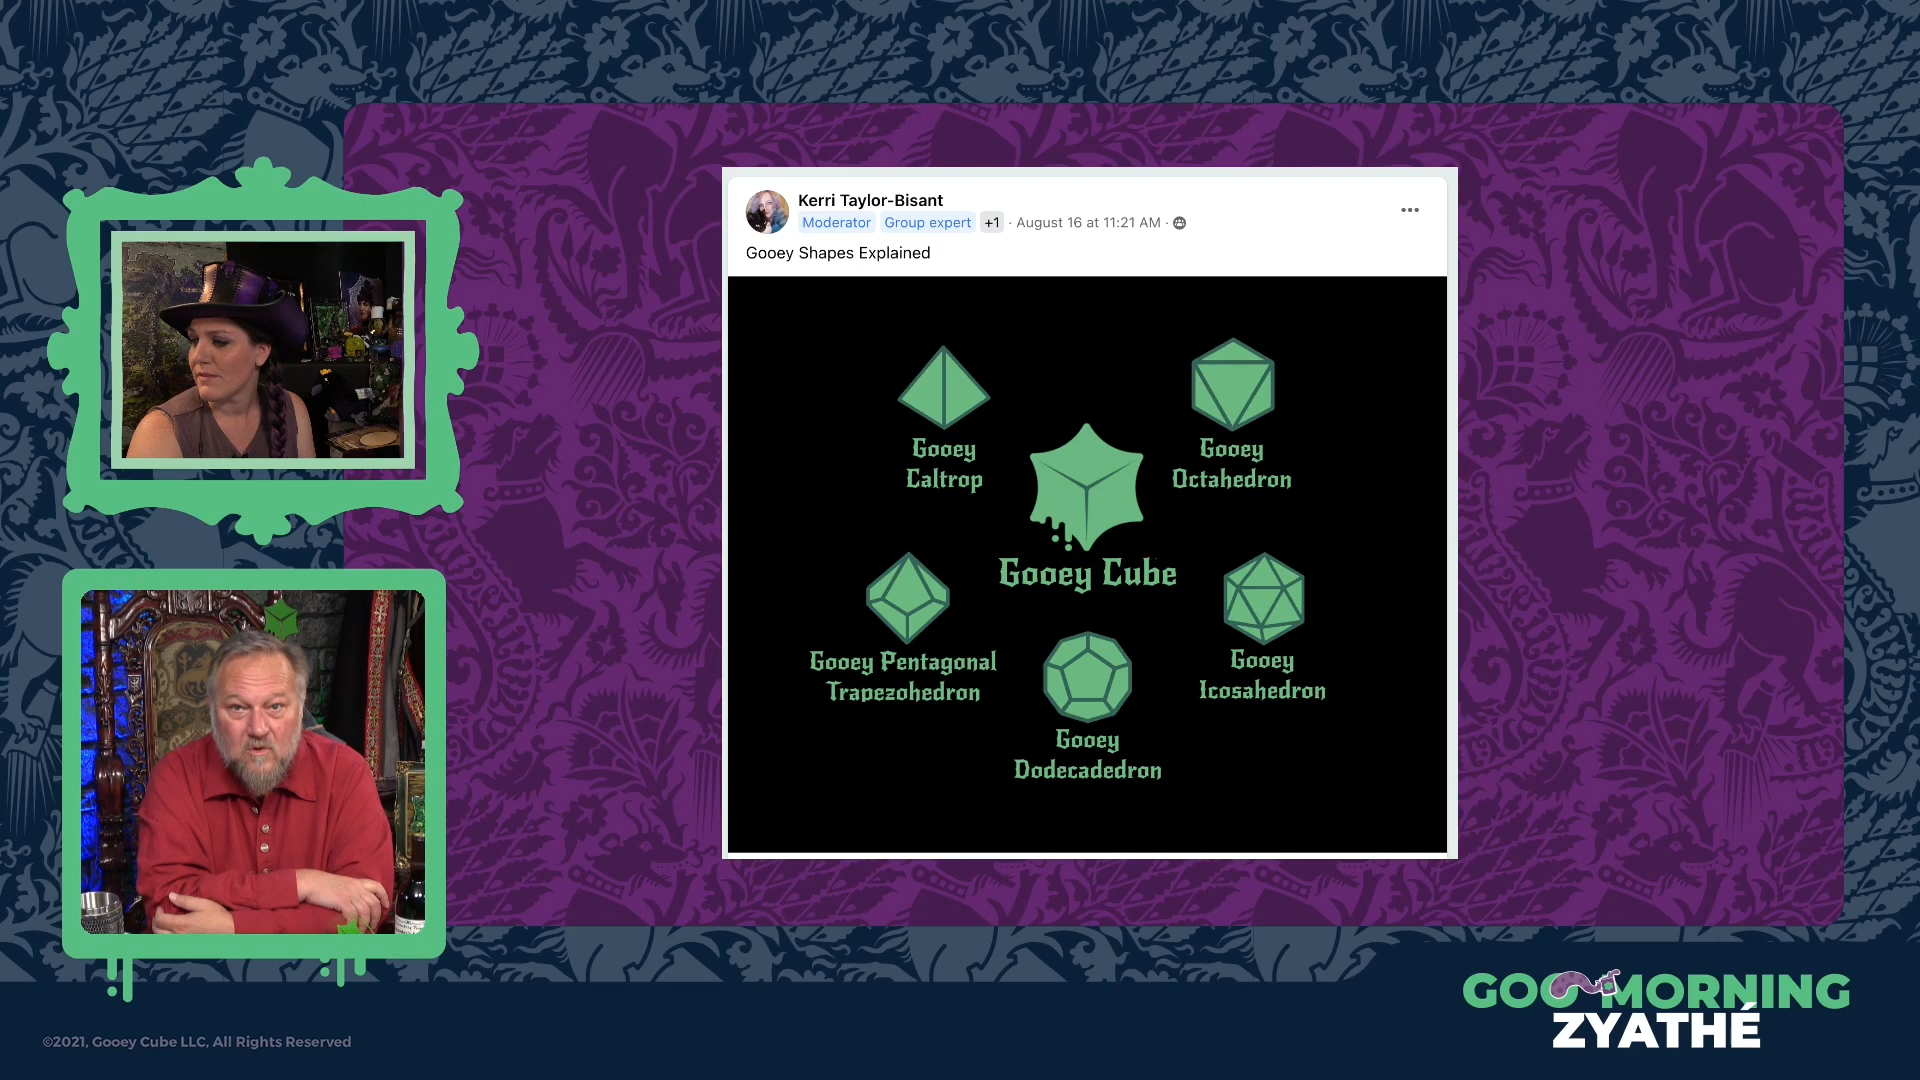 Kerri Taylor-Bisant
Moderator Group expert +1 · August 16 at 11:21 AM ·
Gooey Shapes Explained
Gooey
Caltrop
Gooey
Octahedron
Gooey Cube
Gooey Pentagonal
Trapezohedron
Gooey
Icosahedron
Gooey
Dodecadedron
GOO MORNING
ZYATHÉ
©2021, Gooey Cube LLC, All Rights Reserved